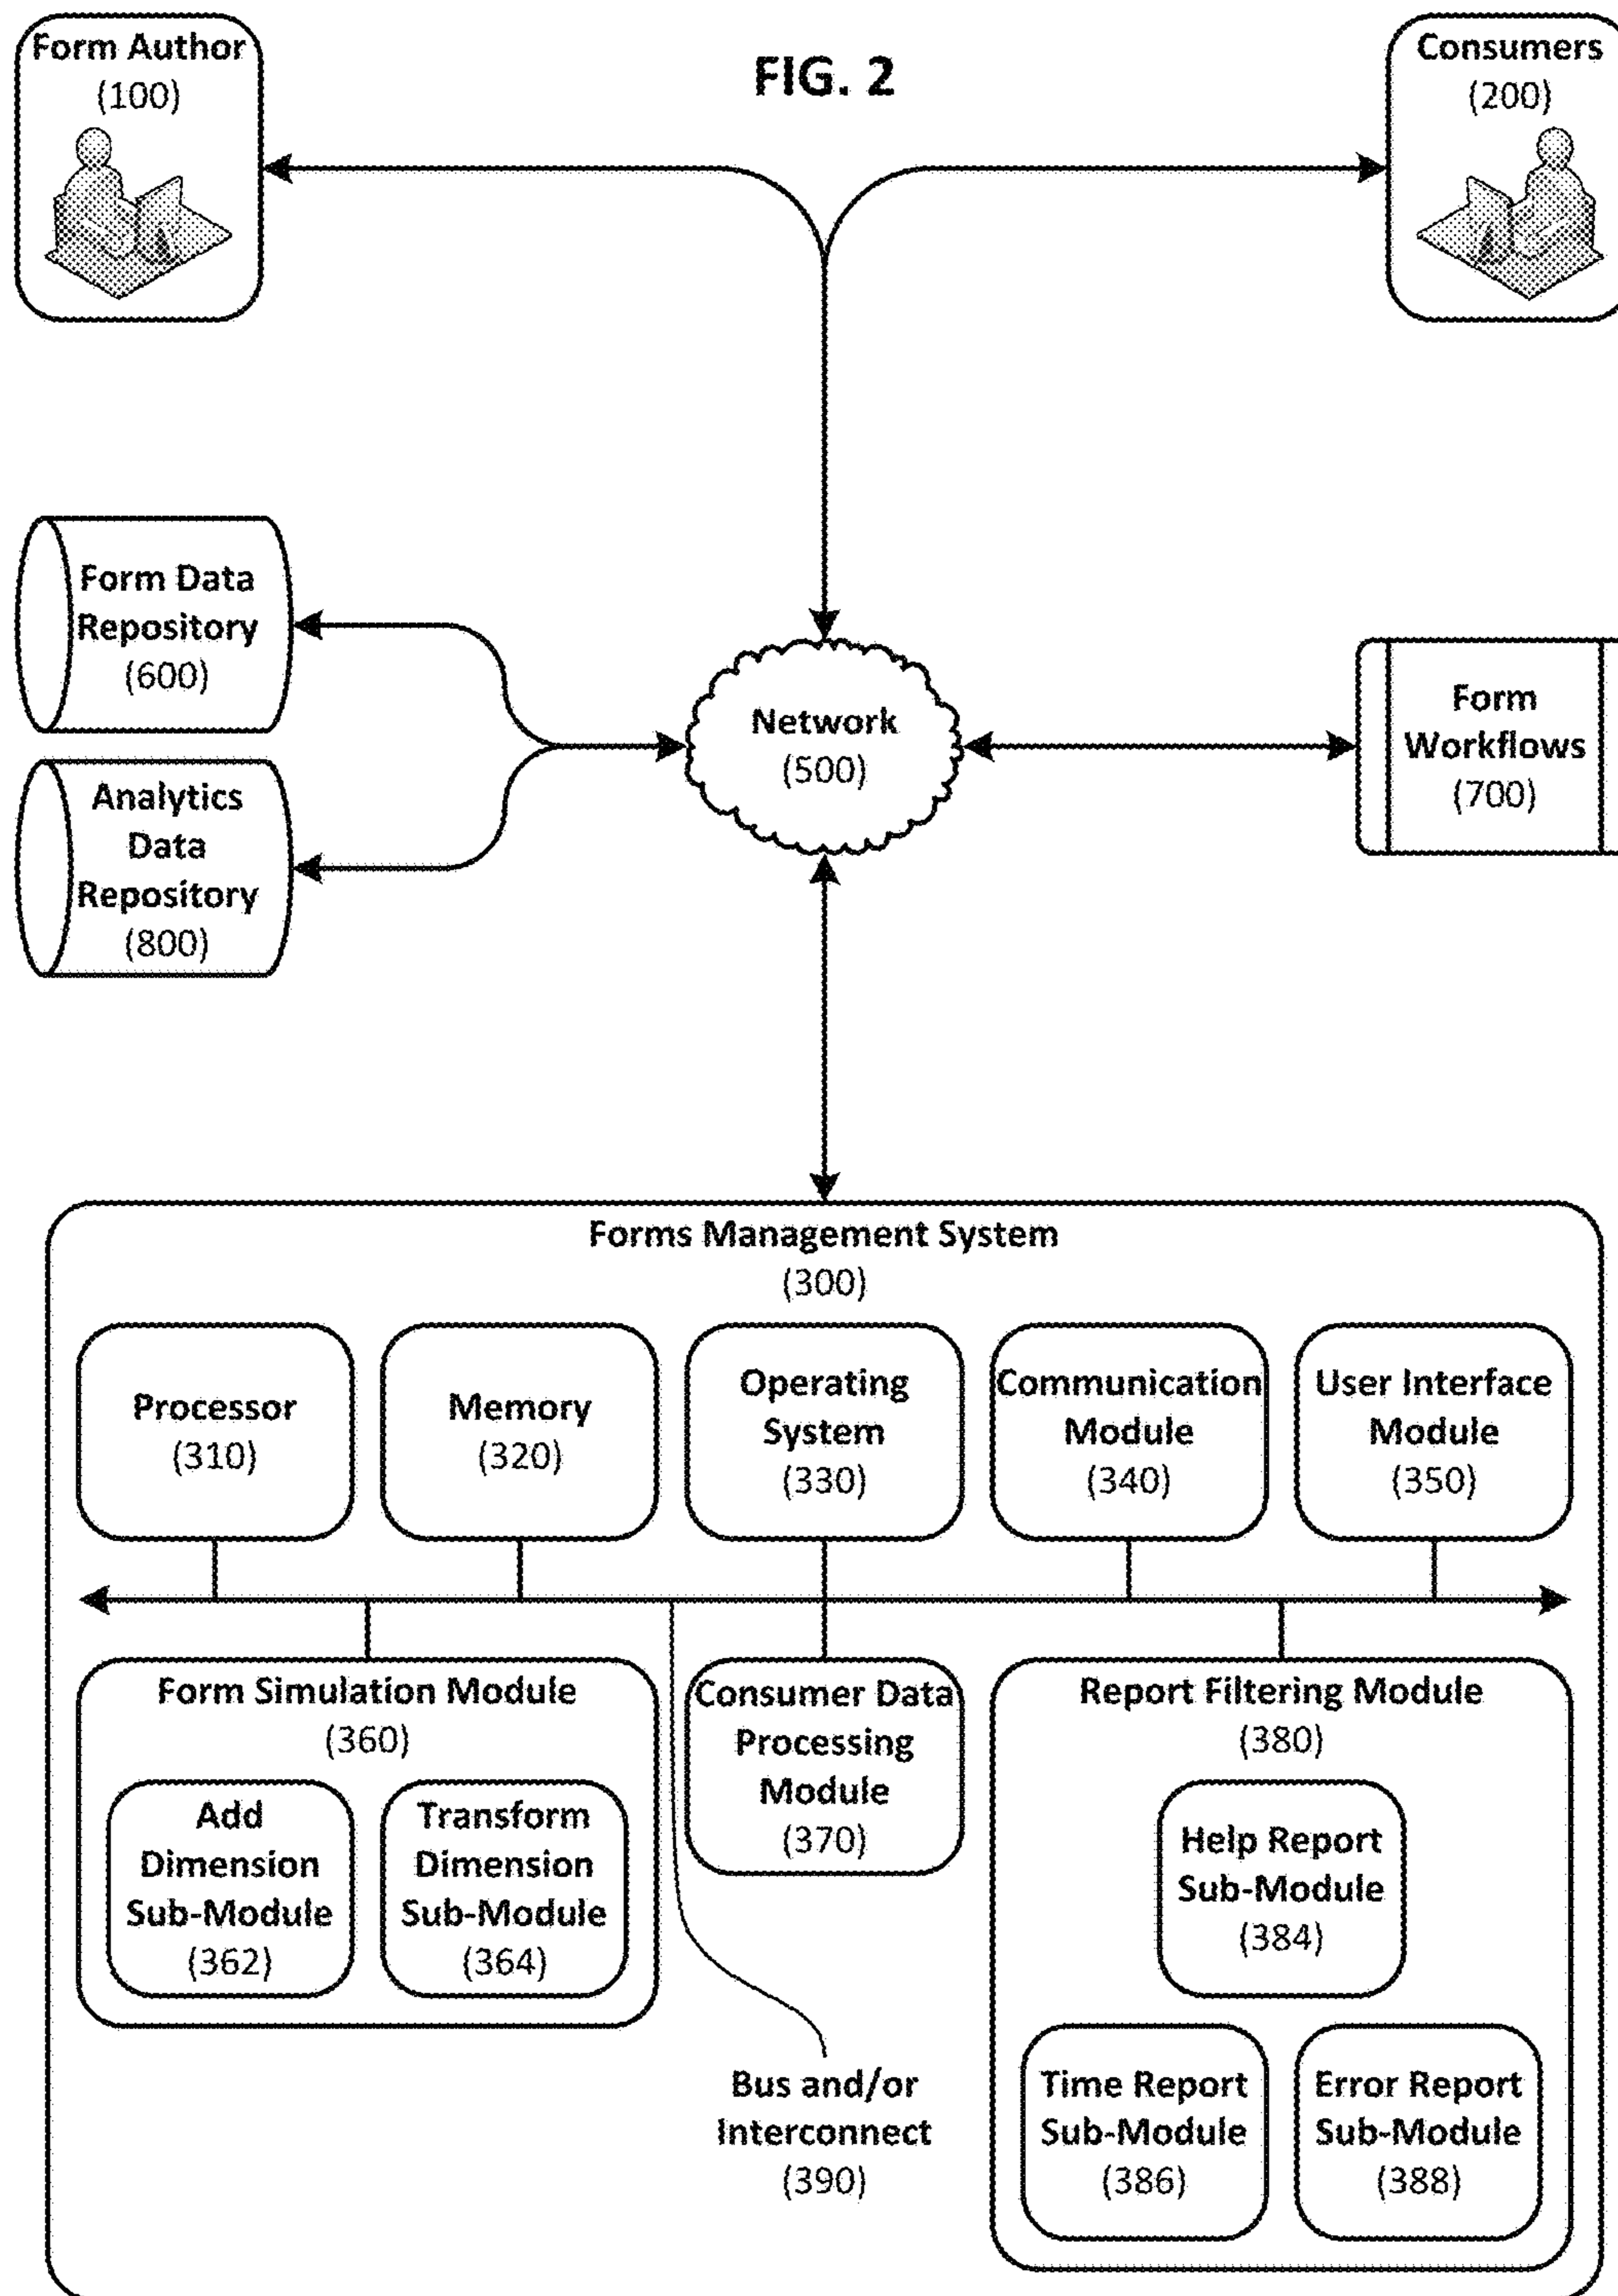 Form Author
(100)
FIG. 2
Consumers
(200)
Form Data
Repository
(600)
Analytics
Data
Repository
(800)
Network
(500)
Form
Workflows
(700)
Forms Management System
(300)
Processor
(310)
Memory
(320)
Operating
System
(330)
Communication
Module
(340)
User Interface
Module
(350)
Form Simulation Module
(360)
Add
Dimension
Sub-Module
(362)
Transform
Dimension
Sub-Module
(364)
Consumer Data
Processing
Module
(370)
Bus and/or
Interconnect
(390)
Report Filtering Module
(380)
Help Report
Sub-Module
(384)
Time Report
Sub-Module
(386)
Error Report
Sub-Module
(388)